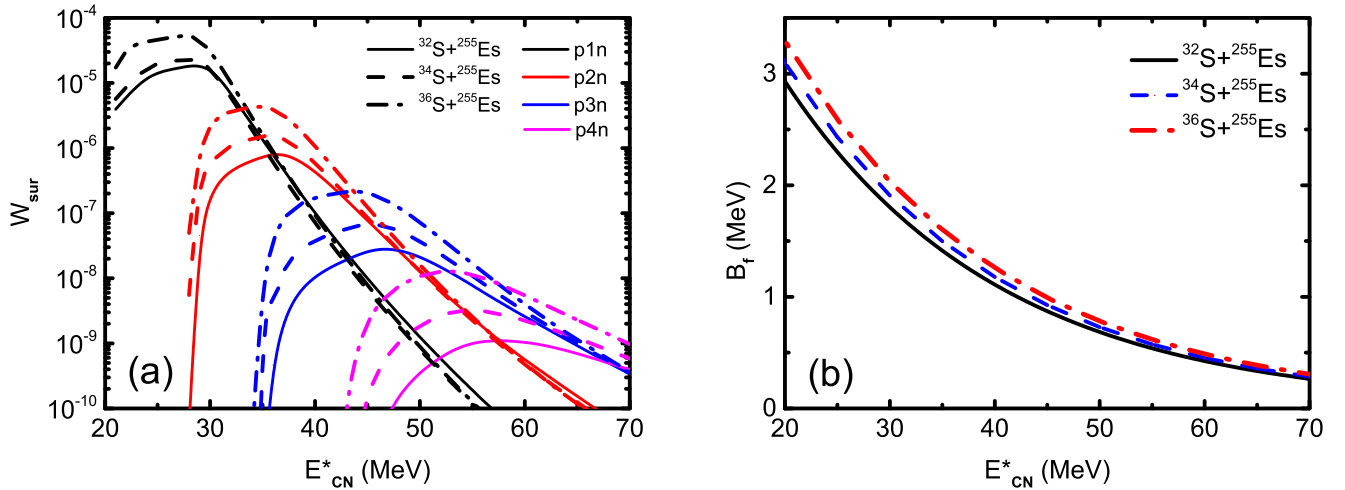 10⁻⁴
10⁻⁵
10⁻⁶
10⁻⁷
10⁻⁸
10⁻⁹
10⁻¹⁰
W_sur
³²S+²⁵⁵Es
³⁴S+²⁵⁵Es
³⁶S+²⁵⁵Es
p1n
p2n
p3n
p4n
(a)
20 30 40 50 60 70
E*_CN (MeV)
3
2
1
0
B_f (MeV)
³²S+²⁵⁵Es
³⁴S+²⁵⁵Es
³⁶S+²⁵⁵Es
(b)
20 30 40 50 60 70
E*_CN (MeV)